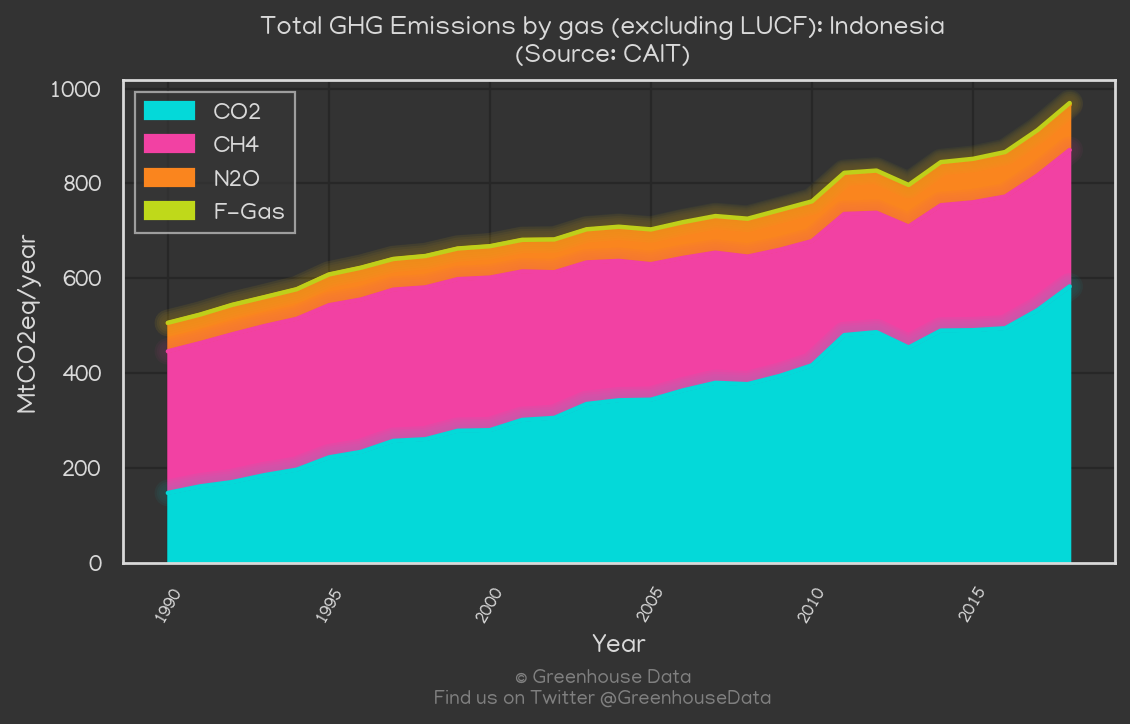 Total GHG Emissions by gas (excluding LUCF): Indonesia
(Source: CAIT)
1000
800
600
400
200
0
MtCO2eq/year
CO2
CH4
N2O
F-Gas
1990
1995
2000
2005
2010
2015
Year
© Greenhouse Data
Find us on Twitter @GreenhouseData